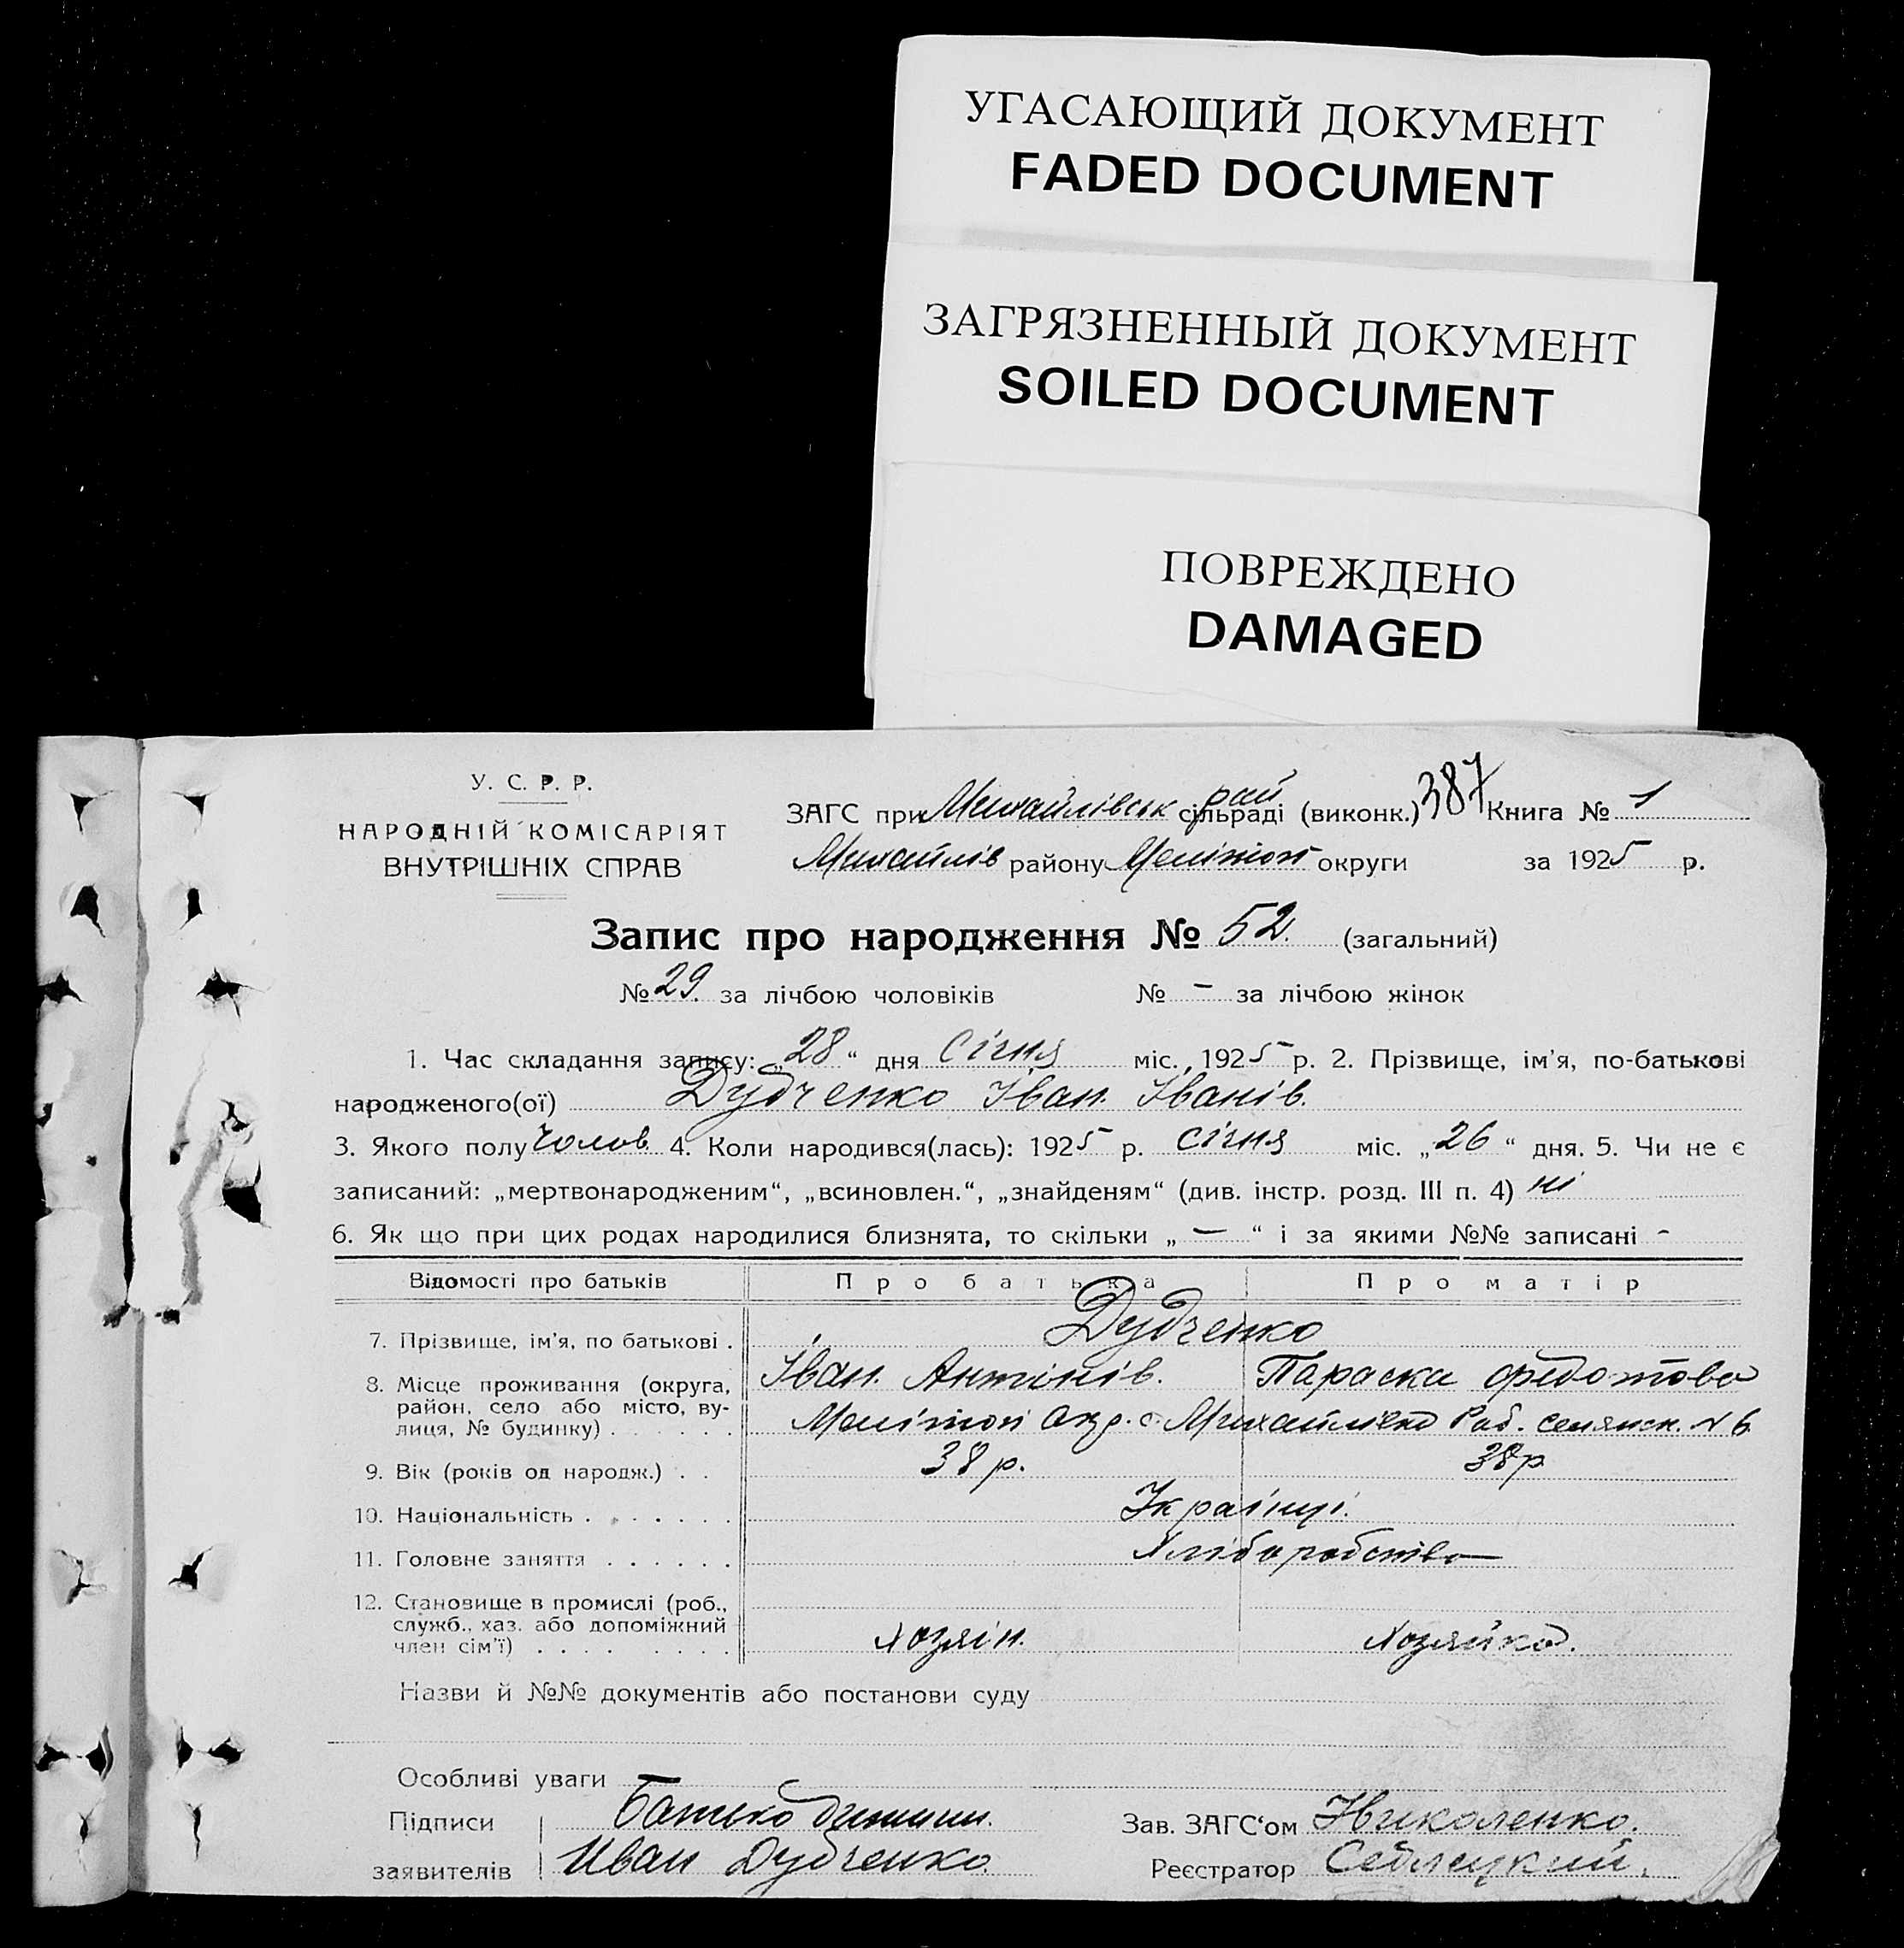 УГАСАЮЩИЙ ДОКУМЕНТ
FADED DOCUMENT
ЗАГРЯЗНЕННЫЙ ДОКУМЕНТ
SOILED DOCUMENT
ПОВРЕЖДЕНО
DAMAGED
У. С. Р. Р.
НАРОДНІЙ КОМІСАРІЯТ
ВНУТРІШНІХ СПРАВ
ЗАГС при Михайлівськ рай сільраді (виконк.) 387 Книга № 1
Михайлів району Мелітоп округи за 1925 р.
Запис про народження № 52. (загальний)
№ 29. за лічбою чоловіків № – за лічбою жінок
1. Час складання запису: „28“ дня січня міс., 1925 р. 2. Прізвище, ім'я, по-батькові
народженого(ої) Дудченко Іван. Іванів.
3. Якого полу Чолов. 4. Коли народився(лась): 1925 р. січня міс. „26“ дня. 5. Чи не є
записаний: „мертвонародженим“, „всиновлен.“, „знайденям“ (див. інстр. розд. III п. 4) ні
6. Як що при цих родах народилися близнята, то скільки „ — “ і за якими №№ записані -
Відомості про батьків Про батька Про матір
7. Прізвище, ім'я, по батькові . Дудченко
Іван. Антінів. Параска Федотова
8. Місце проживання (округа,
район, село або місто, ву-
лиця, № будинку) . . . . . . Мелітоп Окр. с. Михайлівка Раб. селянск. № 6
9. Вік (років од народж.) . . 38 р. 38 р
10. Національність . . . . . . . Українці.
11. Головне заняття . . . . . . Хліборобство
12. Становище в промислі (роб.,
служб., хаз. або допоміжний
член сім'ї) . . . . . . . . Хозяін. Хозяйка.
Назви й №№ документів або постанови суду
Особливі уваги
Підписи Батько дитини. Зав. ЗАГС'ом Ніколенко.
заявителів Иван Дудченко. Реєстратор